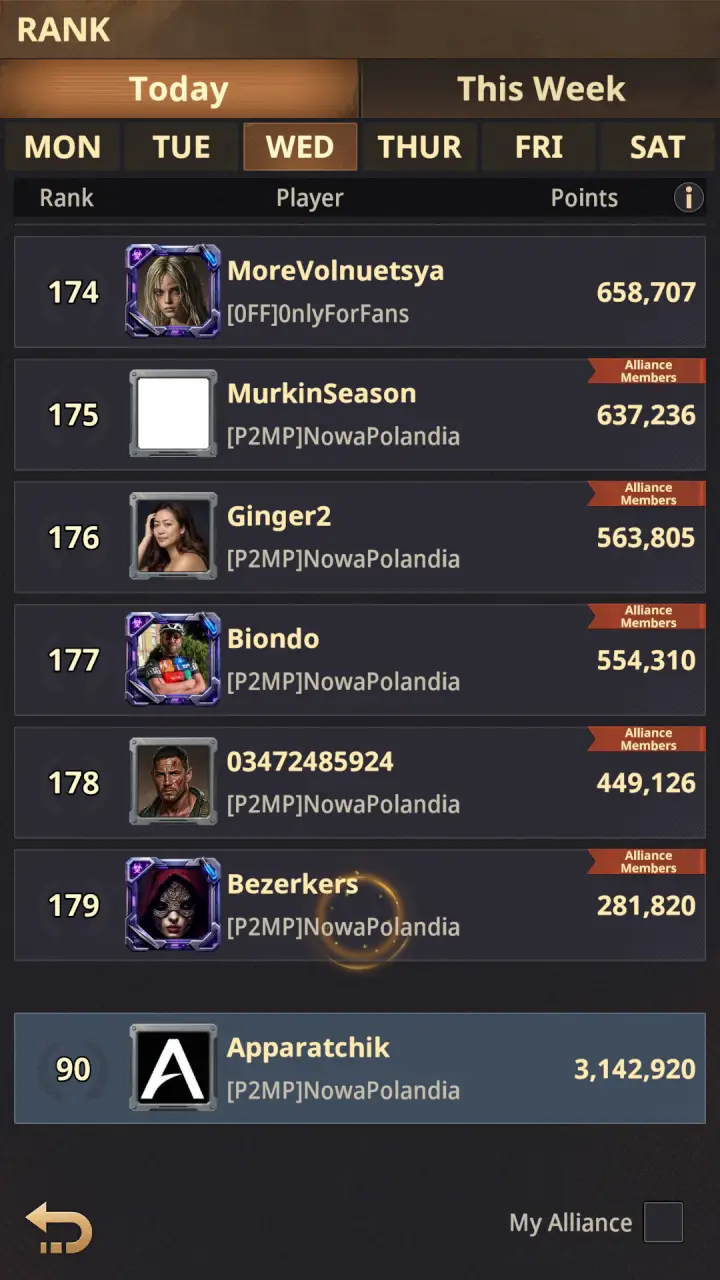 RANK
Today This Week
MON TUE WED THUR FRI SAT
Rank Player Points i
174 MoreVolnuetsya 658,707
[0FF]0nlyForFans
Alliance Members
175 MurkinSeason 637,236
[P2MP]NowaPolandia
Alliance Members
176 Ginger2 563,805
[P2MP]NowaPolandia
Alliance Members
177 Biondo 554,310
[P2MP]NowaPolandia
Alliance Members
178 03472485924 449,126
[P2MP]NowaPolandia
Alliance Members
179 Bezerkers 281,820
[P2MP]NowaPolandia
90 Apparatchik 3,142,920
[P2MP]NowaPolandia
My Alliance